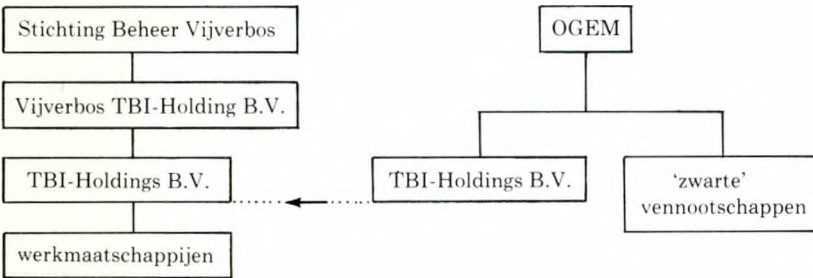 Stichting Beheer Vijverbos
OGEM
Vijverbos TBI-Holding B.V.
TBI-Holdings B.V.
TBI-Holdings B.V.
'zwarte'
vennootschappen
werkmaatschappijen